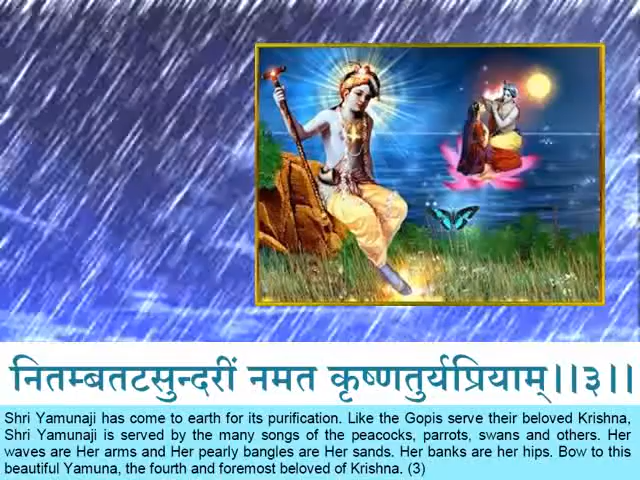 नितम्बतटसुन्दरीं नमत कृष्णतुर्यप्रियाम्।।३।।
Shri Yamunaji has come to earth for its purification. Like the Gopis serve their beloved Krishna,
Shri Yamunaji is served by the many songs of the peacocks, parrots, swans and others. Her
waves are Her arms and Her pearly bangles are Her sands. Her banks are her hips. Bow to this
beautiful Yamuna, the fourth and foremost beloved of Krishna. (3)